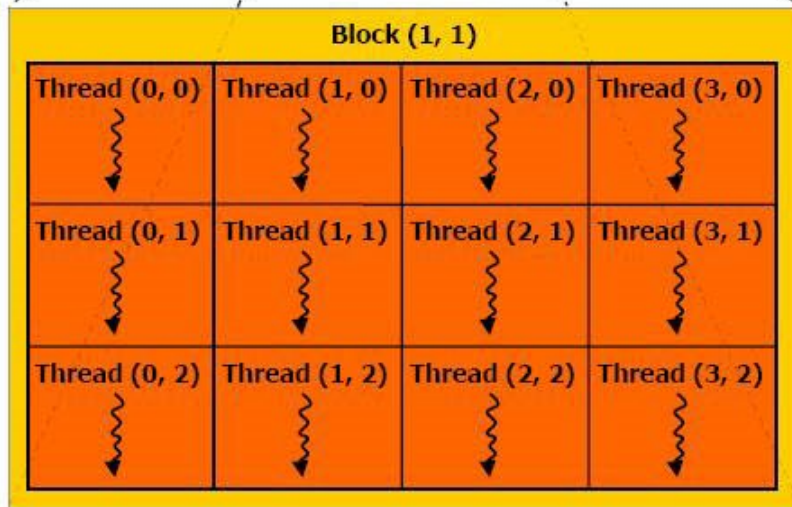 Block (1, 1)
Thread (0, 0) Thread (1, 0) Thread (2, 0) Thread (3, 0)
Thread (0, 1) Thread (1, 1) Thread (2, 1) Thread (3, 1)
Thread (0, 2) Thread (1, 2) Thread (2, 2) Thread (3, 2)